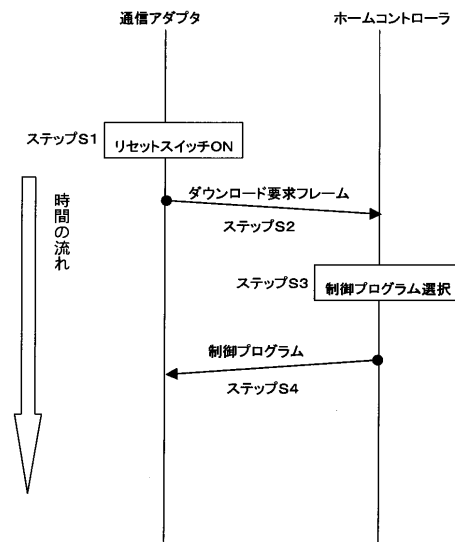 通信アダプタ
ホームコントローラ
ステップS1
リセットスイッチON
ダウンロード要求フレーム
ステップS2
時間の流れ
ステップS3
制御プログラム選択
制御プログラム
ステップS4